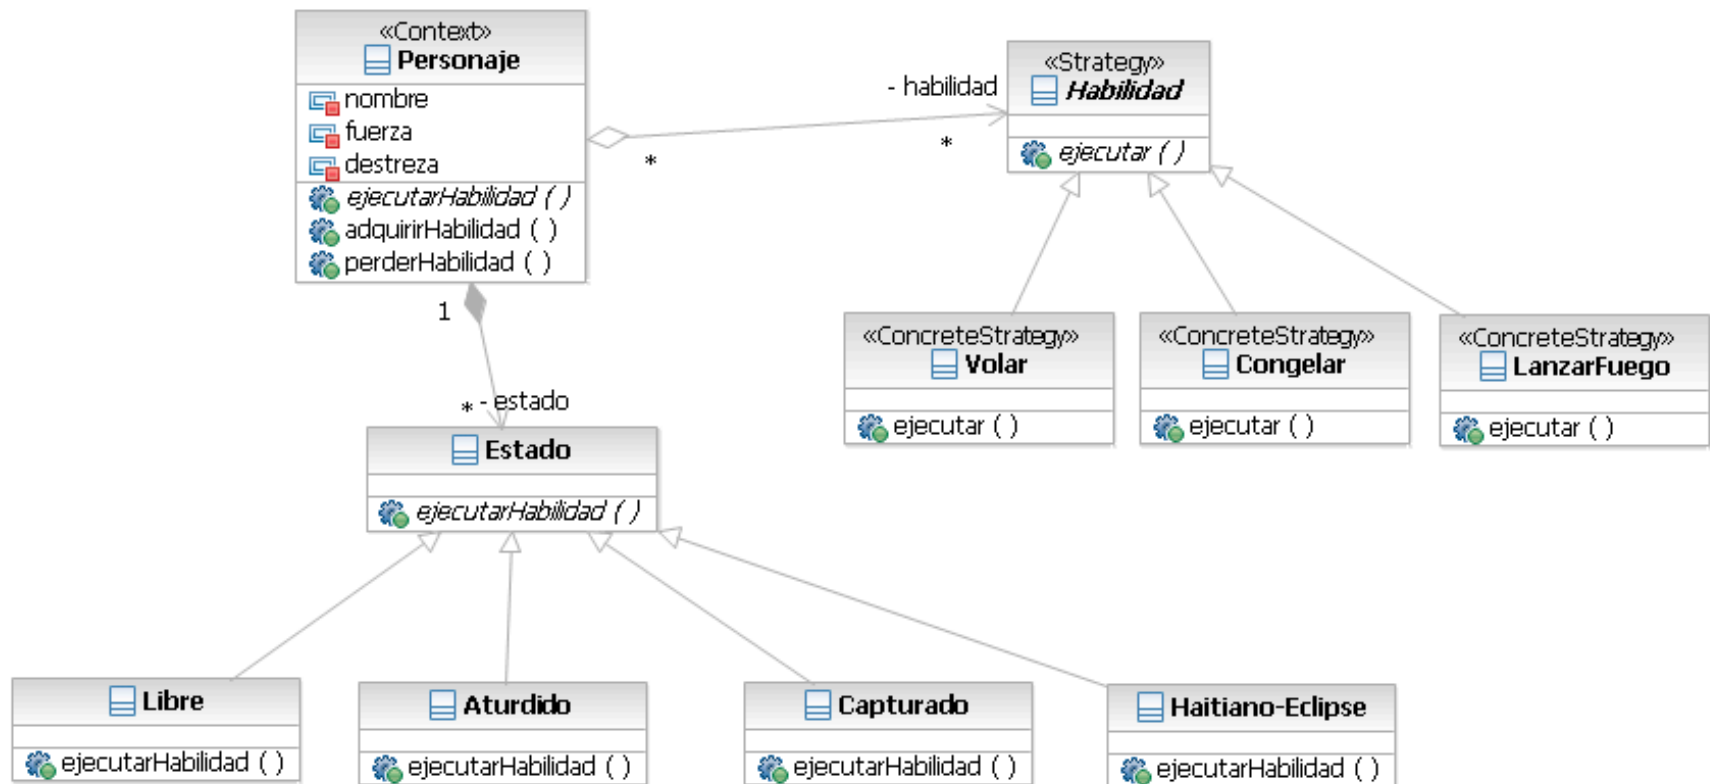 «Context»
Personaje
nombre
fuerza
destreza
ejecutarHabilidad ( )
adquirirHabilidad ( )
perderHabilidad ( )
- habilidad
*
*
«Strategy»
Habilidad
ejecutar ( )
«ConcreteStrategy»
Volar
ejecutar ( )
«ConcreteStrategy»
Congelar
ejecutar ( )
«ConcreteStrategy»
LanzarFuego
ejecutar ( )
1
* - estado
Estado
ejecutarHabilidad ( )
Libre
ejecutarHabilidad ( )
Aturdido
ejecutarHabilidad ( )
Capturado
ejecutarHabilidad ( )
Haitiano-Eclipse
ejecutarHabilidad ( )